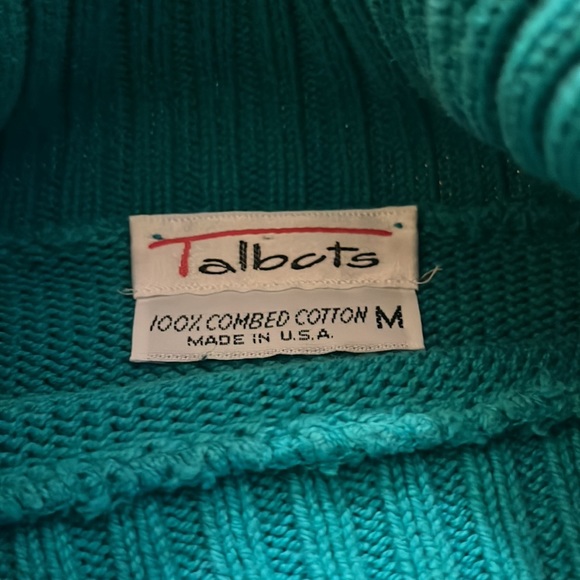 Talbots
100% COMBED COTTON M
MADE IN U.S.A.